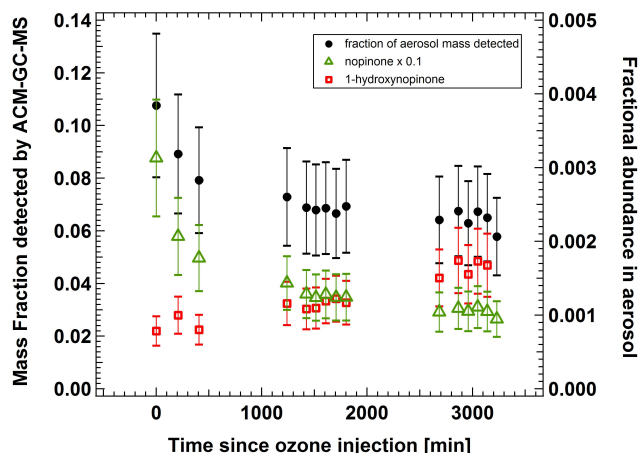 Mass Fraction detected by ACM-GC-MS
0.14
0.12
0.10
0.08
0.06
0.04
0.02
0.00
fraction of aerosol mass detected
nopinone x 0.1
1-hydroxynopinone
0.005
0.004
0.003
0.002
0.001
0.000
Fractional abundance in aerosol
0 1000 2000 3000
Time since ozone injection [min]